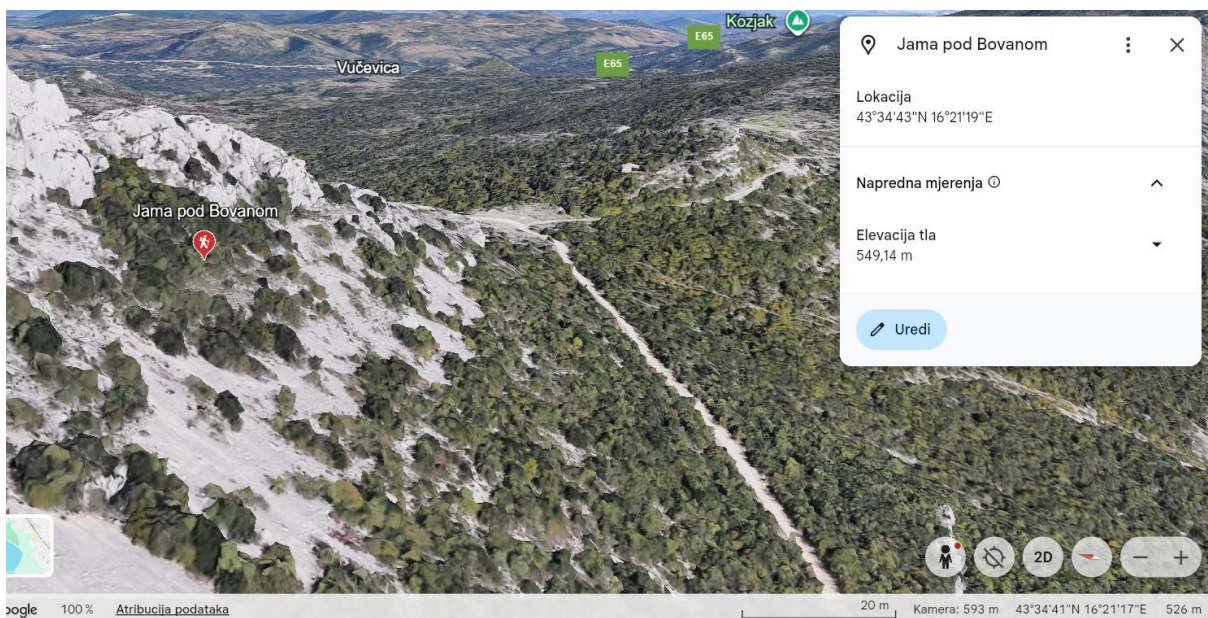 Kozjak
E65
E65
Vučevica
Jama pod Bovanom
Jama pod Bovanom
Lokacija
43°34'43"N 16°21'19"E
Napredna mjerenja
Elevacija tla
549,14 m
Uredi
2D
100 %
Atribucija podataka
20 m
Kamera: 593 m
43°34'41"N 16°21'17"E
526 m